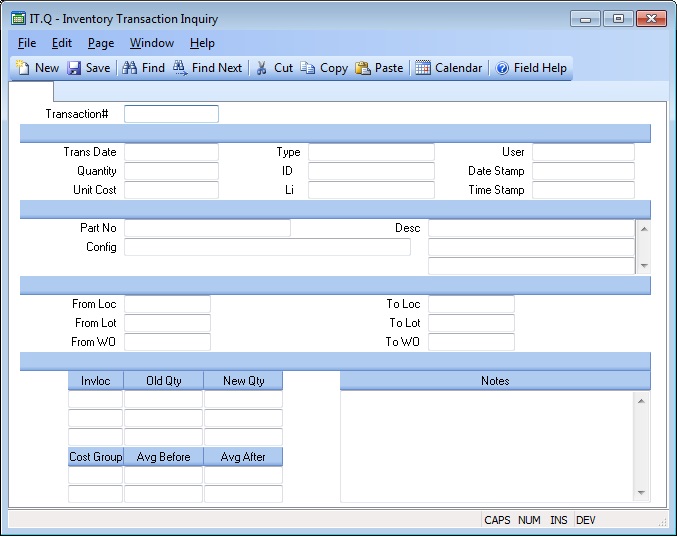 IT.Q - Inventory Transaction Inquiry
File Edit Page Window Help
New Save Find Find Next Cut Copy Paste Calendar Field Help
Transaction#
Trans Date Type User
Quantity ID Date Stamp
Unit Cost Li Time Stamp
Part No Desc
Config
From Loc To Loc
From Lot To Lot
From WO To WO
Invloc Old Qty New Qty Notes
Cost Group Avg Before Avg After
CAPS NUM INS DEV